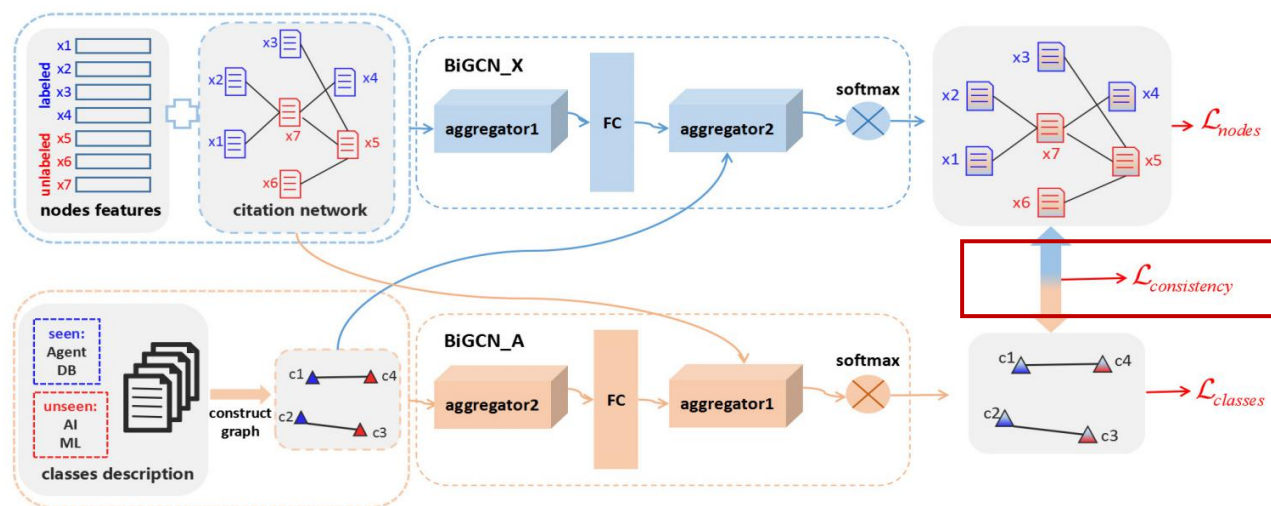 x1
x2
x3
x4
x5
x6
x7
labeled
unlabeled
nodes features
x3
x2
x4
x7
x1
x5
x6
citation network
BiGCN_X
aggregator1
FC
aggregator2
softmax
x3
x2
x4
x7
x1
x5
x6
ℒnodes
ℒconsistency
seen:
Agent
DB
unseen:
AI
ML
classes description
construct
graph
c1
c4
c2
c3
BiGCN_A
aggregator2
FC
aggregator1
softmax
c1
c4
c2
c3
ℒclasses